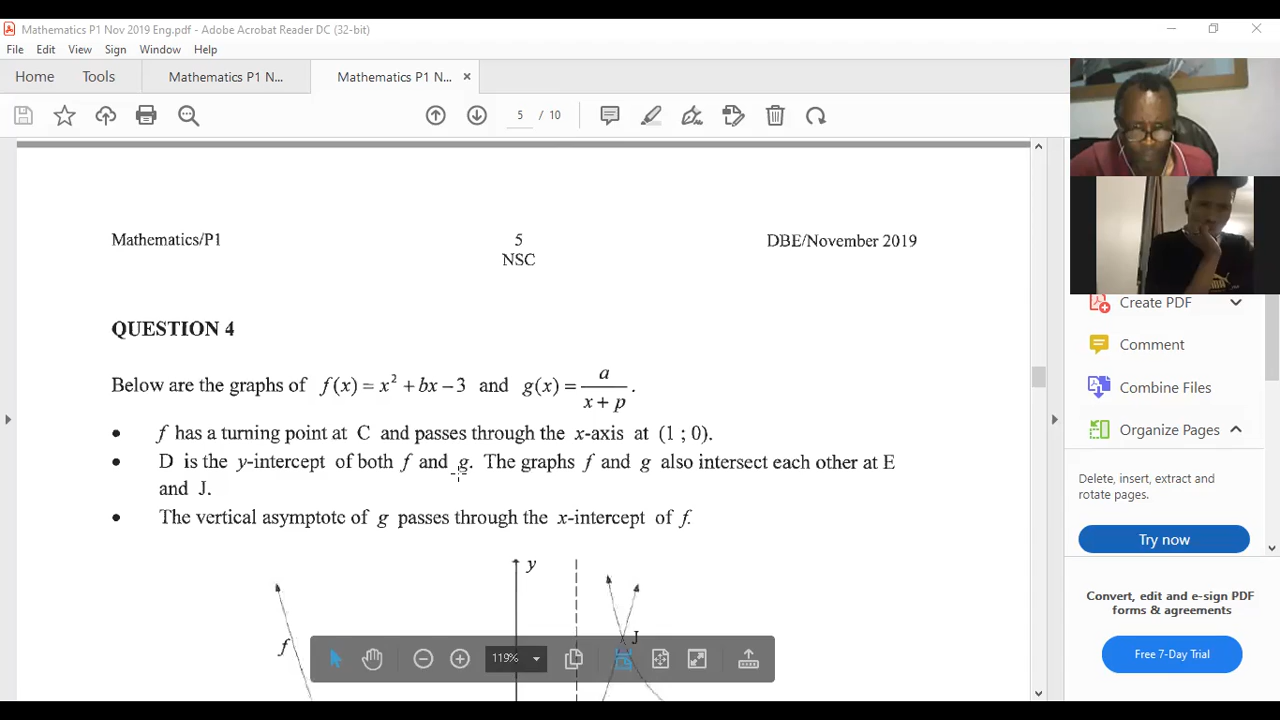 Mathematics P1 Nov 2019 Eng.pdf - Adobe Acrobat Reader DC (32-bit)
File Edit View Sign Window Help
Home Tools Mathematics P1 N... Mathematics P1 N... ×
5 / 10
Mathematics/P1 5 DBE/November 2019
NSC
QUESTION 4
Below are the graphs of f(x) = x² + bx − 3 and g(x) = a/(x + p).
• f has a turning point at C and passes through the x-axis at (1 ; 0).
• D is the y-intercept of both f and g. The graphs f and g also intersect each other at E
and J.
• The vertical asymptote of g passes through the x-intercept of f.
y
J
f
119%
Create PDF
Comment
Combine Files
Organize Pages
Delete, insert, extract and
rotate pages.
Try now
Convert, edit and e-sign PDF
forms & agreements
Free 7-Day Trial